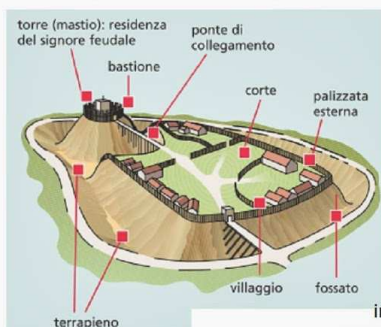 torre (mastio): residenza
del signore feudale
ponte di
collegamento
bastione
corte
palizzata
esterna
villaggio
fossato
terrapieno